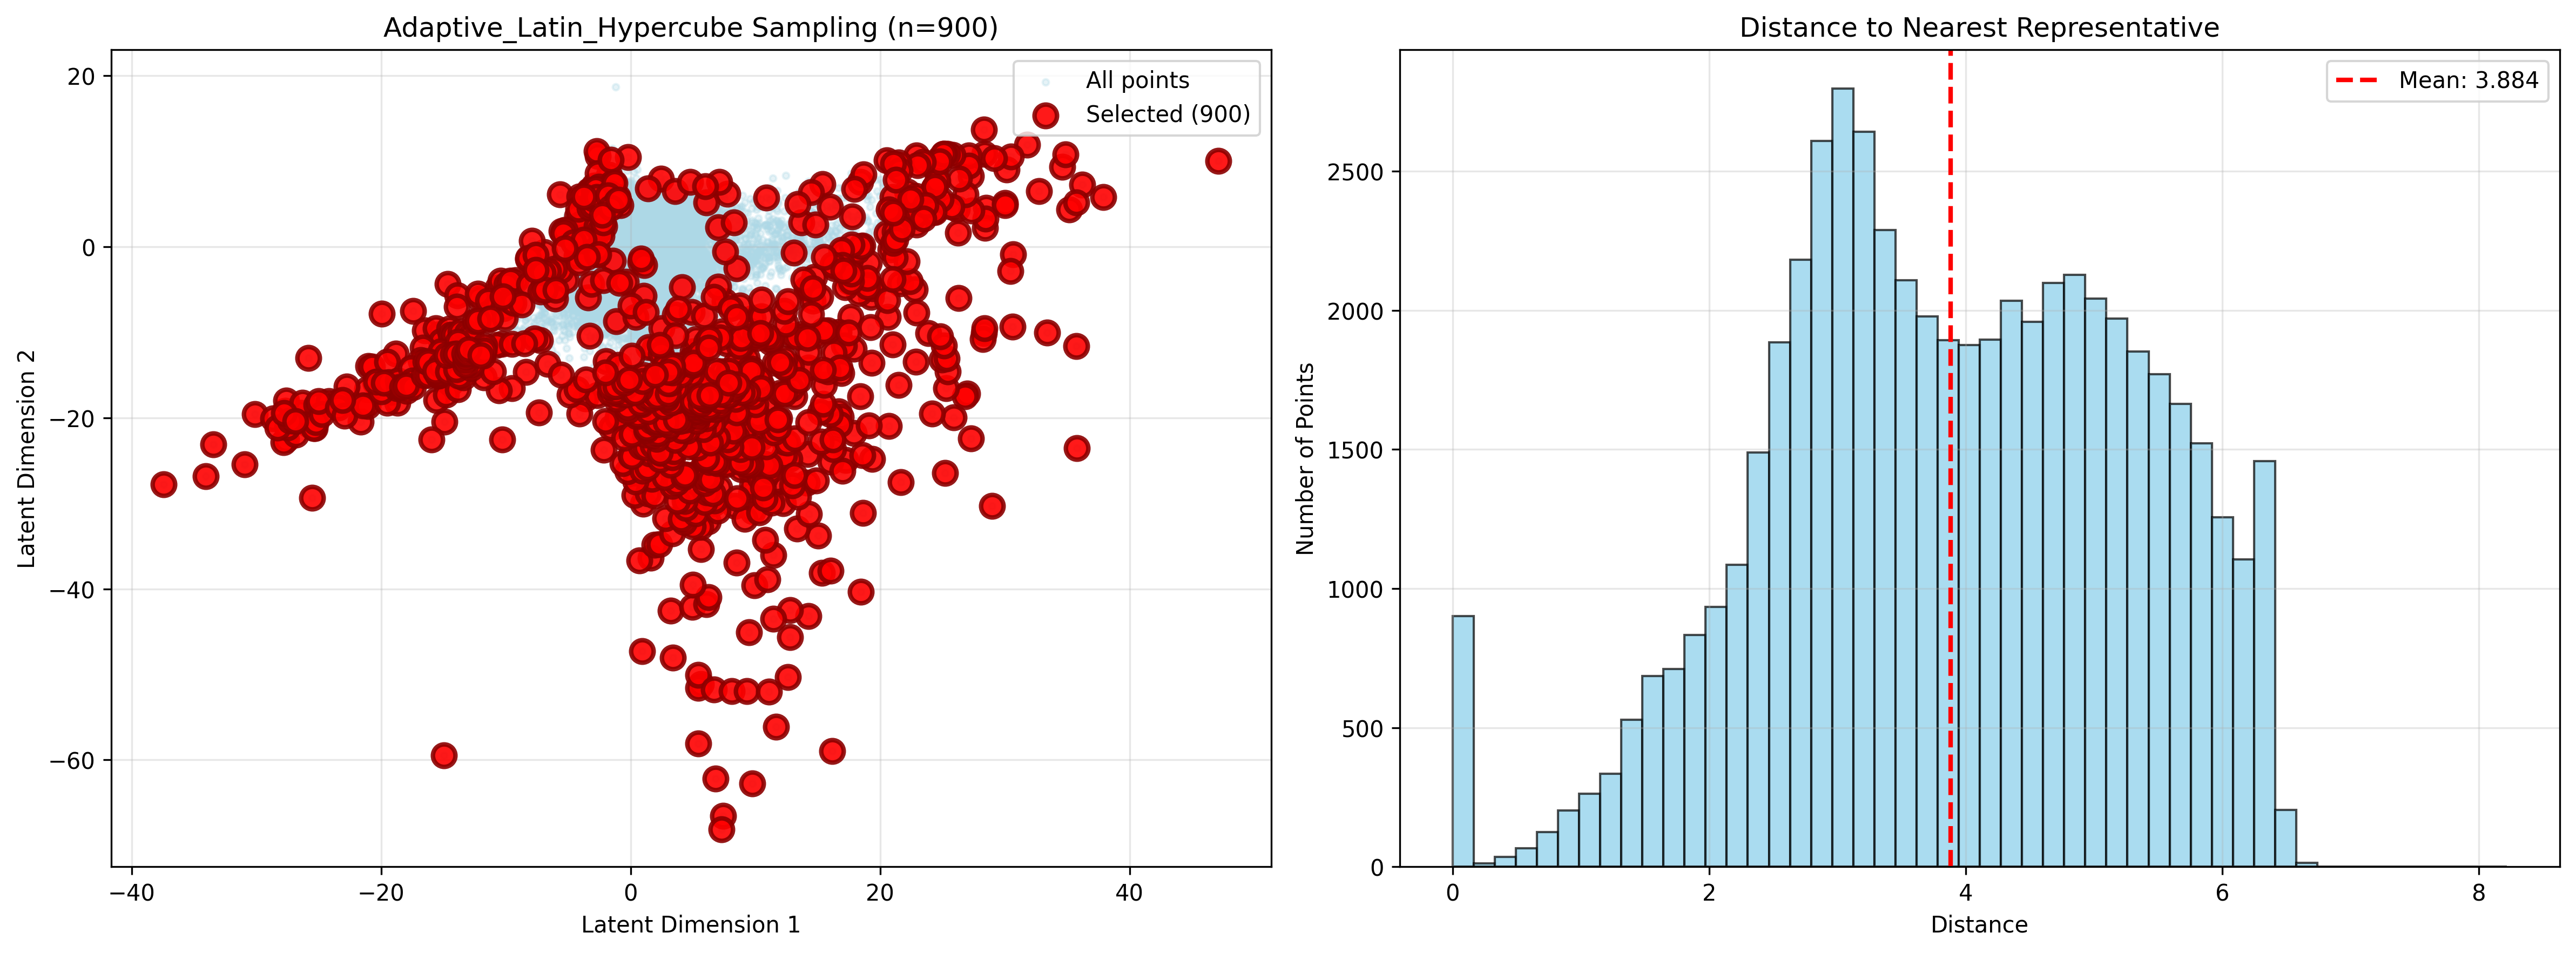 Adaptive_Latin_Hypercube Sampling (n=900)
All points
Selected (900)
20
0
−20
−40
−60
Latent Dimension 2
−40
−20
0
20
40
Latent Dimension 1
Distance to Nearest Representative
Mean: 3.884
2500
2000
1500
1000
500
0
Number of Points
0
2
4
6
8
Distance